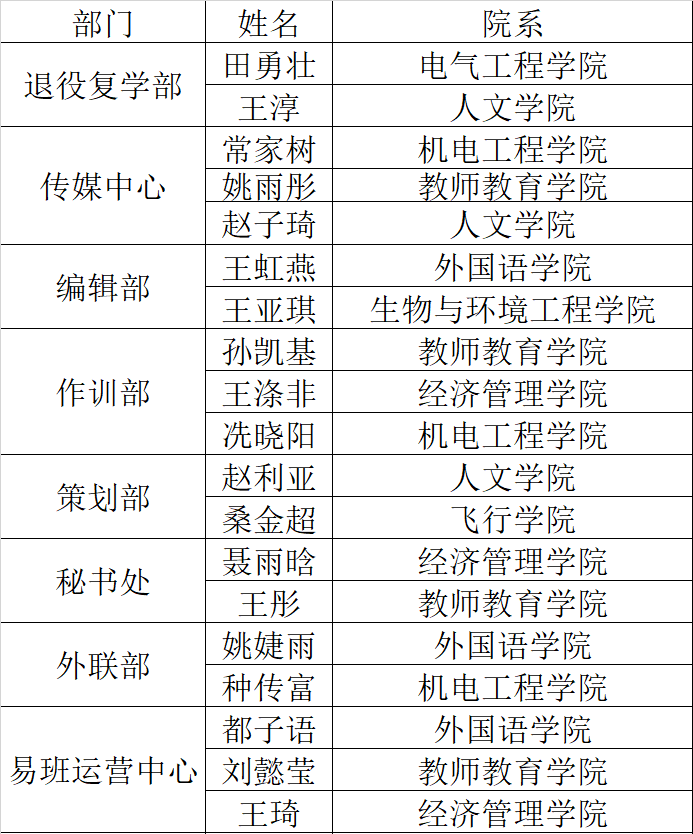 部门 姓名 院系
退役复学部 田勇壮 电气工程学院
王淳 人文学院
传媒中心 常家树 机电工程学院
姚雨彤 教师教育学院
赵子琦 人文学院
编辑部 王虹燕 外国语学院
王亚琪 生物与环境工程学院
作训部 孙凯基 教师教育学院
王涤非 经济管理学院
冼晓阳 机电工程学院
策划部 赵利亚 人文学院
桑金超 飞行学院
秘书处 聂雨晗 经济管理学院
王彤 教师教育学院
外联部 姚婕雨 外国语学院
种传富 机电工程学院
易班运营中心 都子语 外国语学院
刘懿莹 教师教育学院
王琦 经济管理学院